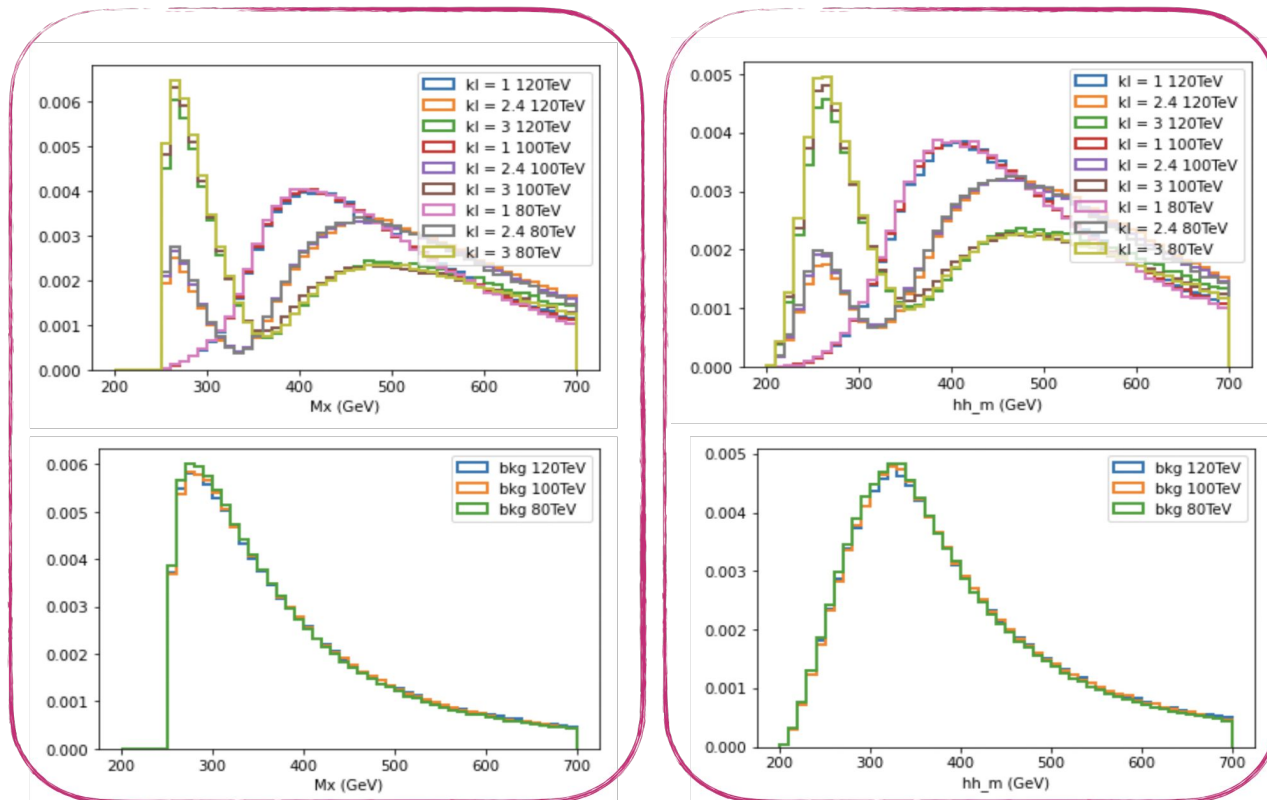 0.006
0.005
0.004
0.003
0.002
0.001
0.000
200 300 400 500 600 700
Mx (GeV)
kl = 1 120TeV
kl = 2.4 120TeV
kl = 3 120TeV
kl = 1 100TeV
kl = 2.4 100TeV
kl = 3 100TeV
kl = 1 80TeV
kl = 2.4 80TeV
kl = 3 80TeV
0.005
0.004
0.003
0.002
0.001
0.000
200 300 400 500 600 700
hh_m (GeV)
kl = 1 120TeV
kl = 2.4 120TeV
kl = 3 120TeV
kl = 1 100TeV
kl = 2.4 100TeV
kl = 3 100TeV
kl = 1 80TeV
kl = 2.4 80TeV
kl = 3 80TeV
0.006
0.005
0.004
0.003
0.002
0.001
0.000
200 300 400 500 600 700
Mx (GeV)
bkg 120TeV
bkg 100TeV
bkg 80TeV
0.005
0.004
0.003
0.002
0.001
0.000
200 300 400 500 600 700
hh_m (GeV)
bkg 120TeV
bkg 100TeV
bkg 80TeV